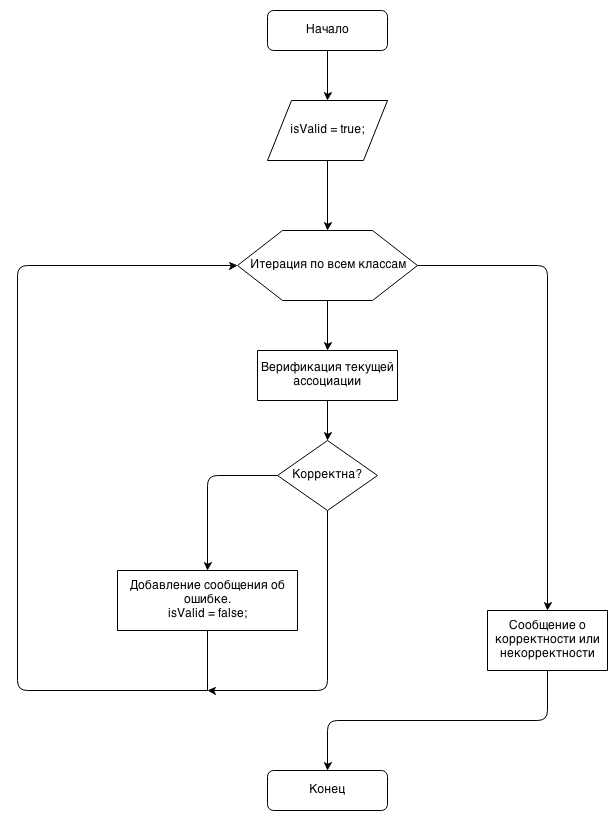 Начало
isValid = true;
Итерация по всем классам
Верификация текущей
ассоциации
Корректна?
Добавление сообщения об
ошибке.
isValid = false;
Сообщение о
корректности или
некорректности
Конец